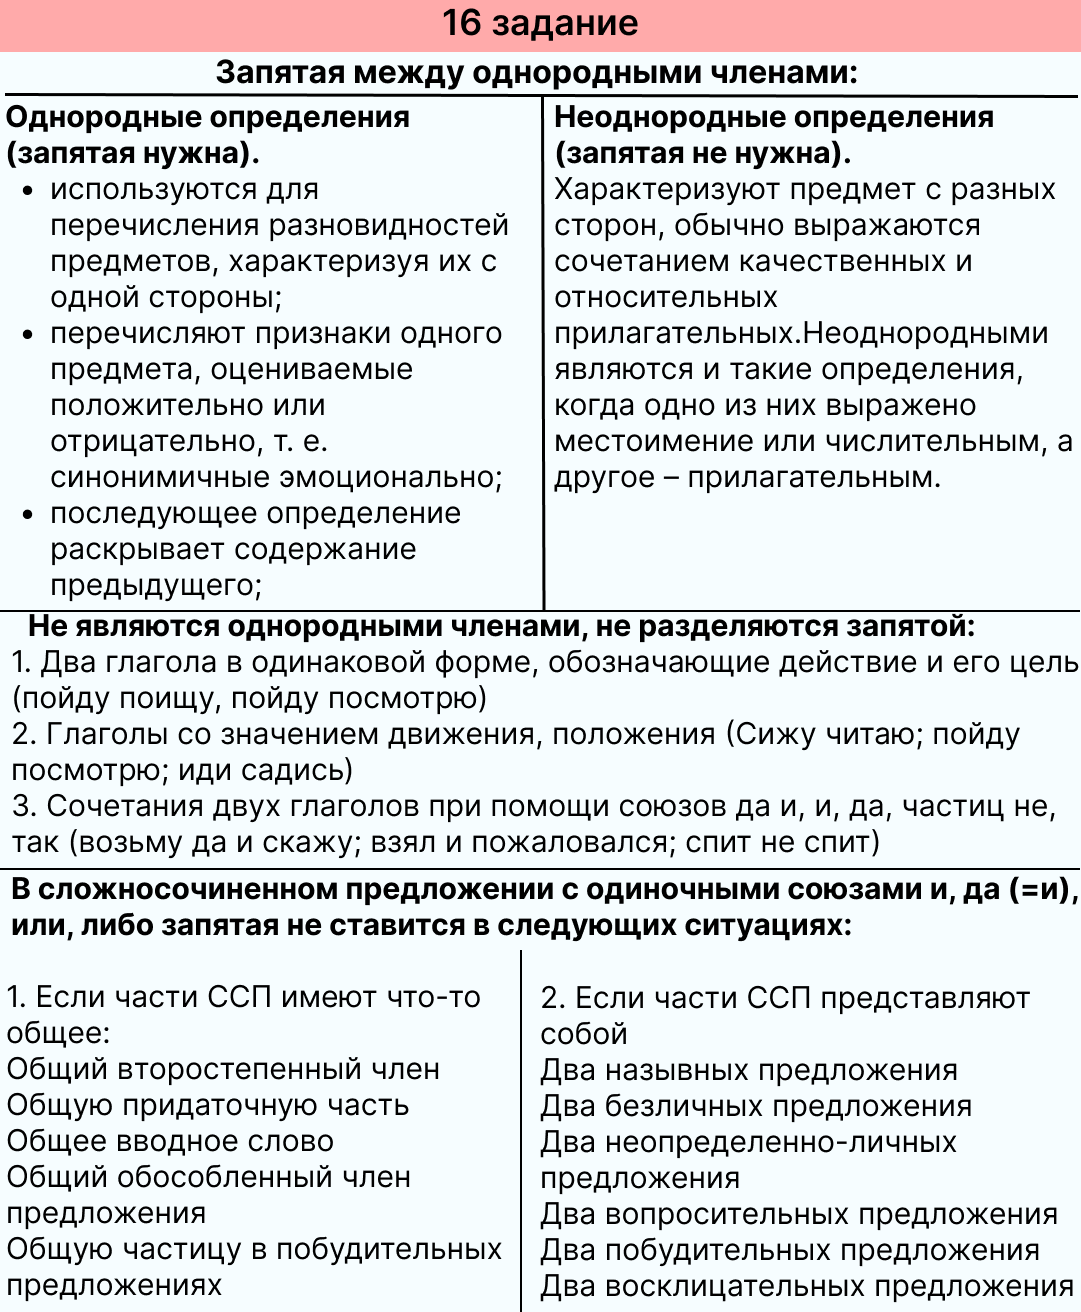 16 задание
Запятая между однородными членами:
Однородные определения
(запятая нужна).
• используются для
перечисления разновидностей
предметов, характеризуя их с
одной стороны;
• перечисляют признаки одного
предмета, оцениваемые
положительно или
отрицательно, т. е.
синонимичные эмоционально;
• последующее определение
раскрывает содержание
предыдущего;
Неоднородные определения
(запятая не нужна).
Характеризуют предмет с разных
сторон, обычно выражаются
сочетанием качественных и
относительных
прилагательных.Неоднородными
являются и такие определения,
когда одно из них выражено
местоимение или числительным, а
другое – прилагательным.
Не являются однородными членами, не разделяются запятой:
1. Два глагола в одинаковой форме, обозначающие действие и его цель
(пойду поищу, пойду посмотрю)
2. Глаголы со значением движения, положения (Сижу читаю; пойду
посмотрю; иди садись)
3. Сочетания двух глаголов при помощи союзов да и, и, да, частиц не,
так (возьму да и скажу; взял и пожаловался; спит не спит)
В сложносочиненном предложении с одиночными союзами и, да (=и),
или, либо запятая не ставится в следующих ситуациях:
1. Если части ССП имеют что-то
общее:
Общий второстепенный член
Общую придаточную часть
Общее вводное слово
Общий обособленный член
предложения
Общую частицу в побудительных
предложениях
2. Если части ССП представляют
собой
Два назывных предложения
Два безличных предложения
Два неопределенно-личных
предложения
Два вопросительных предложения
Два побудительных предложения
Два восклицательных предложения